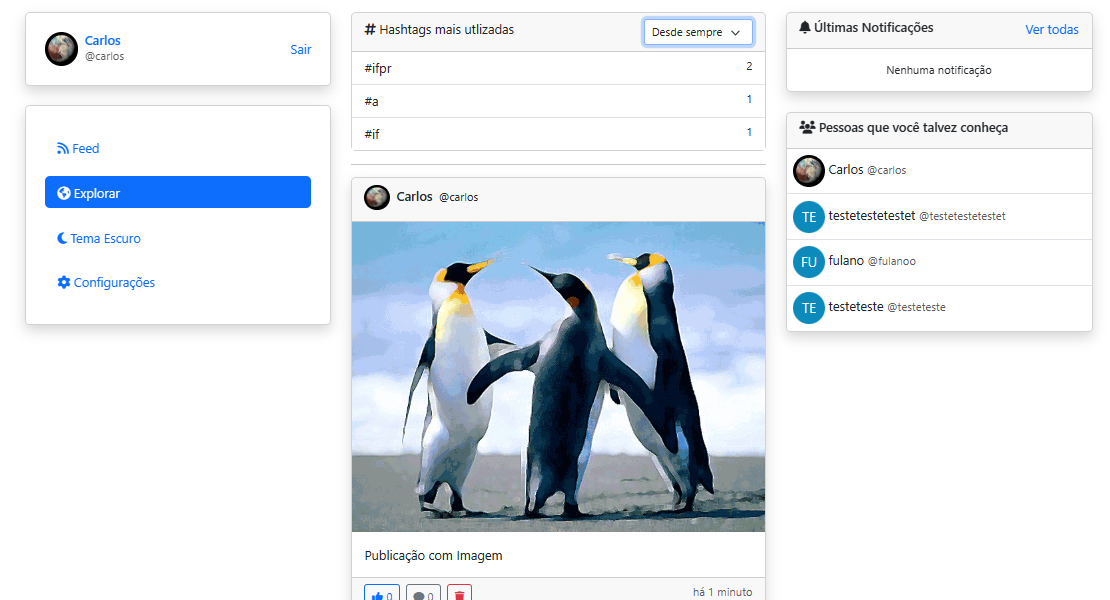 Carlos
@carlos
Sair
Feed
Explorar
Tema Escuro
Configurações
# Hashtags mais utlizadas
Desde sempre
#ifpr 2
#a 1
#if 1
Carlos @carlos
Publicação com Imagem
0 0
há 1 minuto
Últimas Notificações
Ver todas
Nenhuma notificação
Pessoas que você talvez conheça
Carlos @carlos
TE testetestetestet @testetestetestet
FU fulano @fulanoo
TE testeteste @testeteste